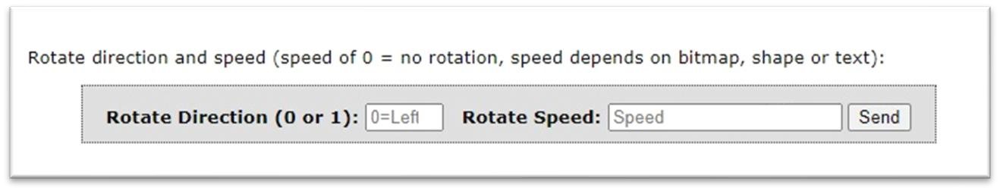 Rotate direction and speed (speed of 0 = no rotation, speed depends on bitmap, shape or text):
Rotate Direction (0 or 1): 0=Left Rotate Speed: Speed Send